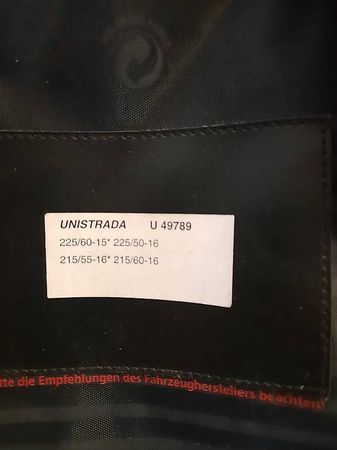 UNISTRADA U 49789
225/60-15* 225/50-16
215/55-16* 215/60-16
die Empfehlungen des Fahrzeugherstellers beachten!